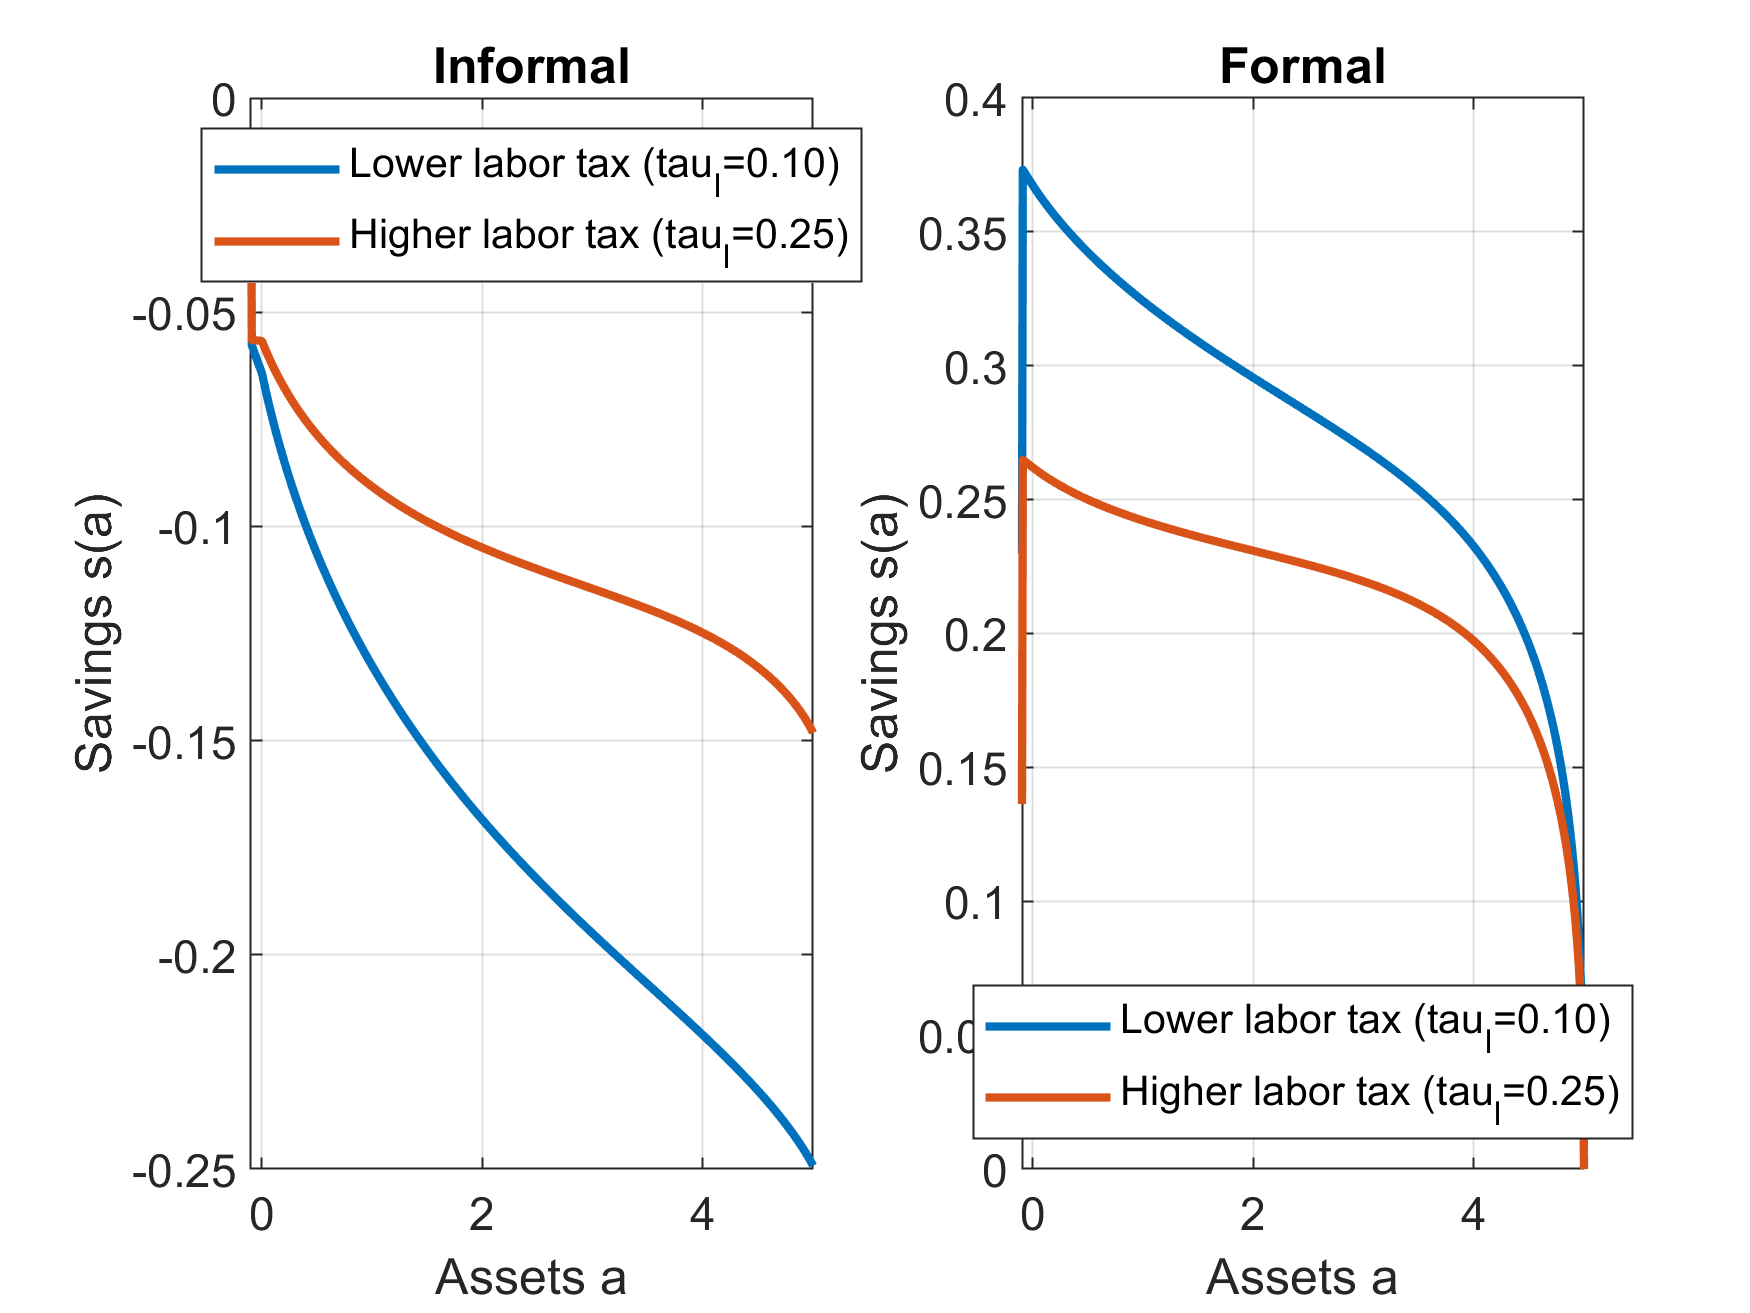 Informal
0
-0.05
-0.1
-0.15
-0.2
-0.25
Savings s(a)
0 2 4
Assets a
Lower labor tax (tau_l=0.10)
Higher labor tax (tau_l=0.25)
Formal
0.4
0.35
0.3
0.25
0.2
0.15
0.1
0.0
0
Savings s(a)
0 2 4
Assets a
Lower labor tax (tau_l=0.10)
Higher labor tax (tau_l=0.25)